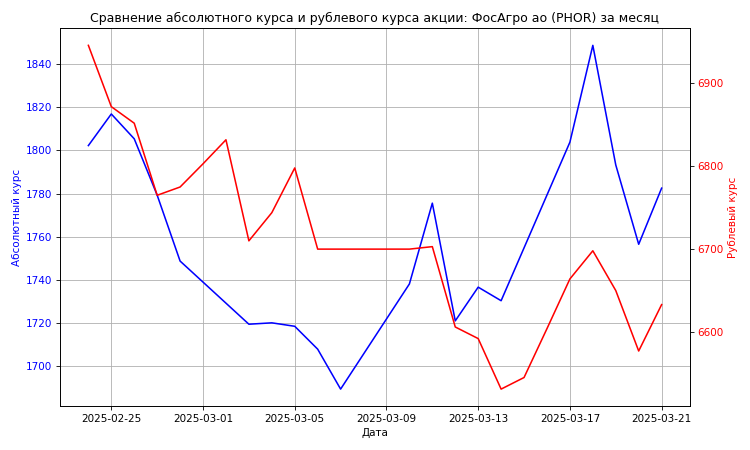 Сравнение абсолютного курса и рублевого курса акции: ФосАгро ао (PHOR) за месяц
Абсолютный курс
1840
1820
1800
1780
1760
1740
1720
1700
6900
6800
6700
6600
Рублевый курс
2025-02-25 2025-03-01 2025-03-05 2025-03-09 2025-03-13 2025-03-17 2025-03-21
Дата